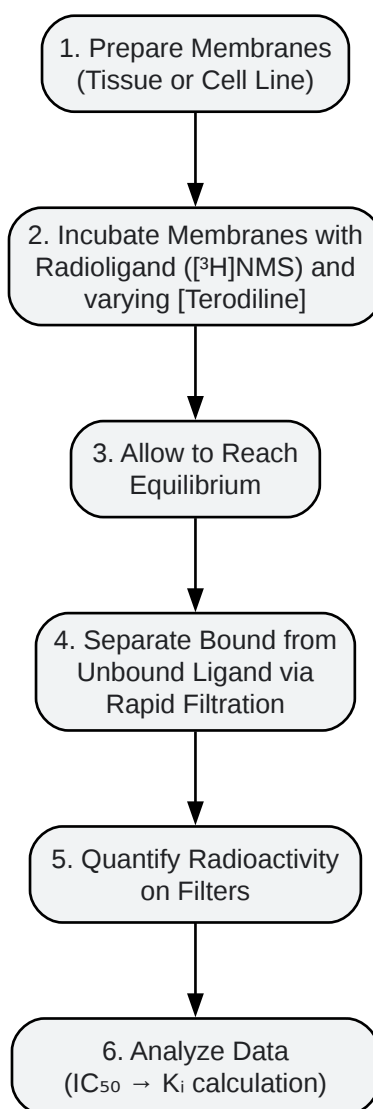 1. Prepare Membranes
(Tissue or Cell Line)
2. Incubate Membranes with
Radioligand ([³H]NMS) and
varying [Terodiline]
3. Allow to Reach
Equilibrium
4. Separate Bound from
Unbound Ligand via
Rapid Filtration
5. Quantify Radioactivity
on Filters
6. Analyze Data
(IC₅₀ → Kᵢ calculation)